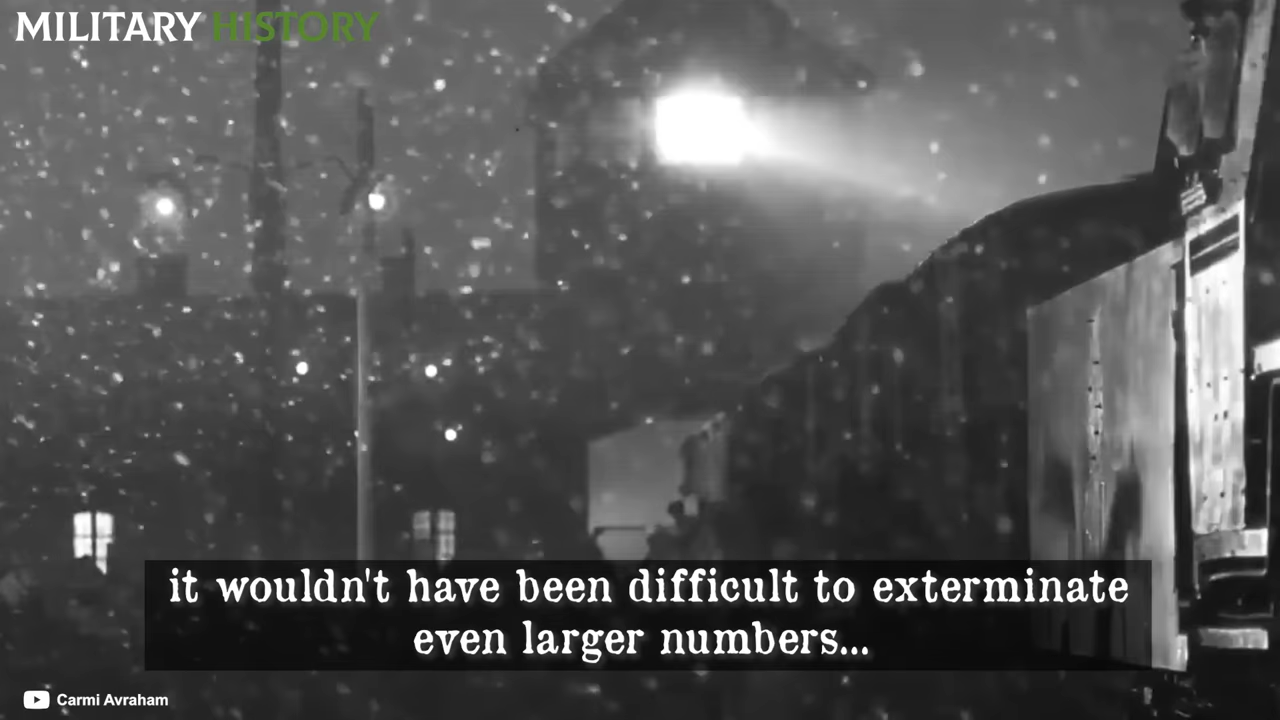 MILITARY HISTORY
it wouldn't have been difficult to exterminate
even larger numbers...
Carmi Avraham